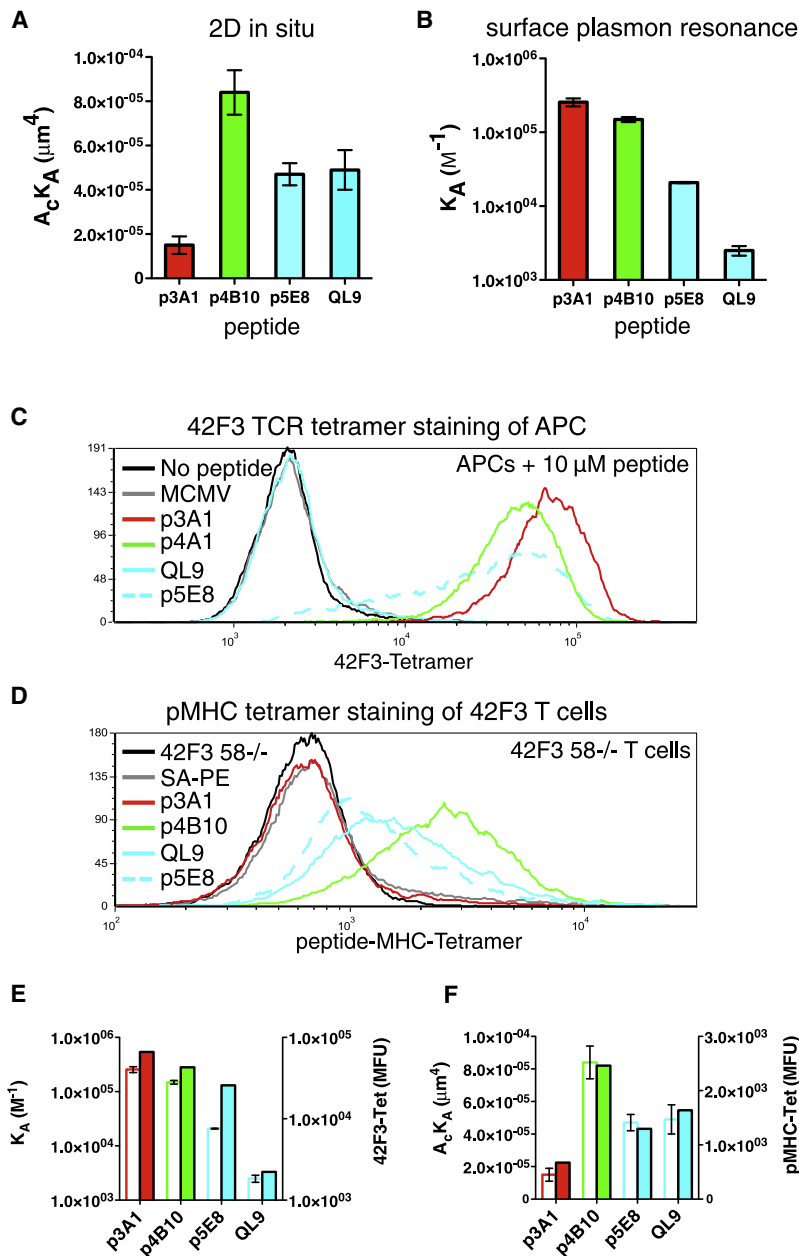 A
2D in situ
1.0×10⁻⁰⁴
8.0×10⁻⁰⁵
6.0×10⁻⁰⁵
4.0×10⁻⁰⁵
2.0×10⁻⁰⁵
0
AcKA (μm⁴)
p3A1 p4B10 p5E8 QL9
peptide
B
surface plasmon resonance
1.0×10⁰⁶
1.0×10⁰⁵
1.0×10⁰⁴
1.0×10⁰³
KA (M⁻¹)
p3A1 p4B10 p5E8 QL9
peptide
C
42F3 TCR tetramer staining of APC
APCs + 10 μM peptide
191
143
96
48
0
No peptide
MCMV
p3A1
p4A1
QL9
p5E8
10³ 10⁴ 10⁵
42F3-Tetramer
D
pMHC tetramer staining of 42F3 T cells
42F3 58-/- T cells
180
135
90
45
0
42F3 58-/-
SA-PE
p3A1
p4B10
QL9
p5E8
10² 10³ 10⁴
peptide-MHC-Tetramer
E
1.0×10⁰⁶
1.0×10⁰⁵
1.0×10⁰⁴
1.0×10⁰³
KA (M⁻¹)
1.0×10⁰⁵
1.0×10⁰⁴
1.0×10⁰³
42F3-Tet (MFU)
p3A1 p4B10 p5E8 QL9
F
1.0×10⁻⁰⁴
8.0×10⁻⁰⁵
6.0×10⁻⁰⁵
4.0×10⁻⁰⁵
2.0×10⁻⁰⁵
0
AcKA (μm⁴)
3.0×10⁰³
2.0×10⁰³
1.0×10⁰³
0
pMHC-Tet (MFU)
p3A1 p4B10 p5E8 QL9